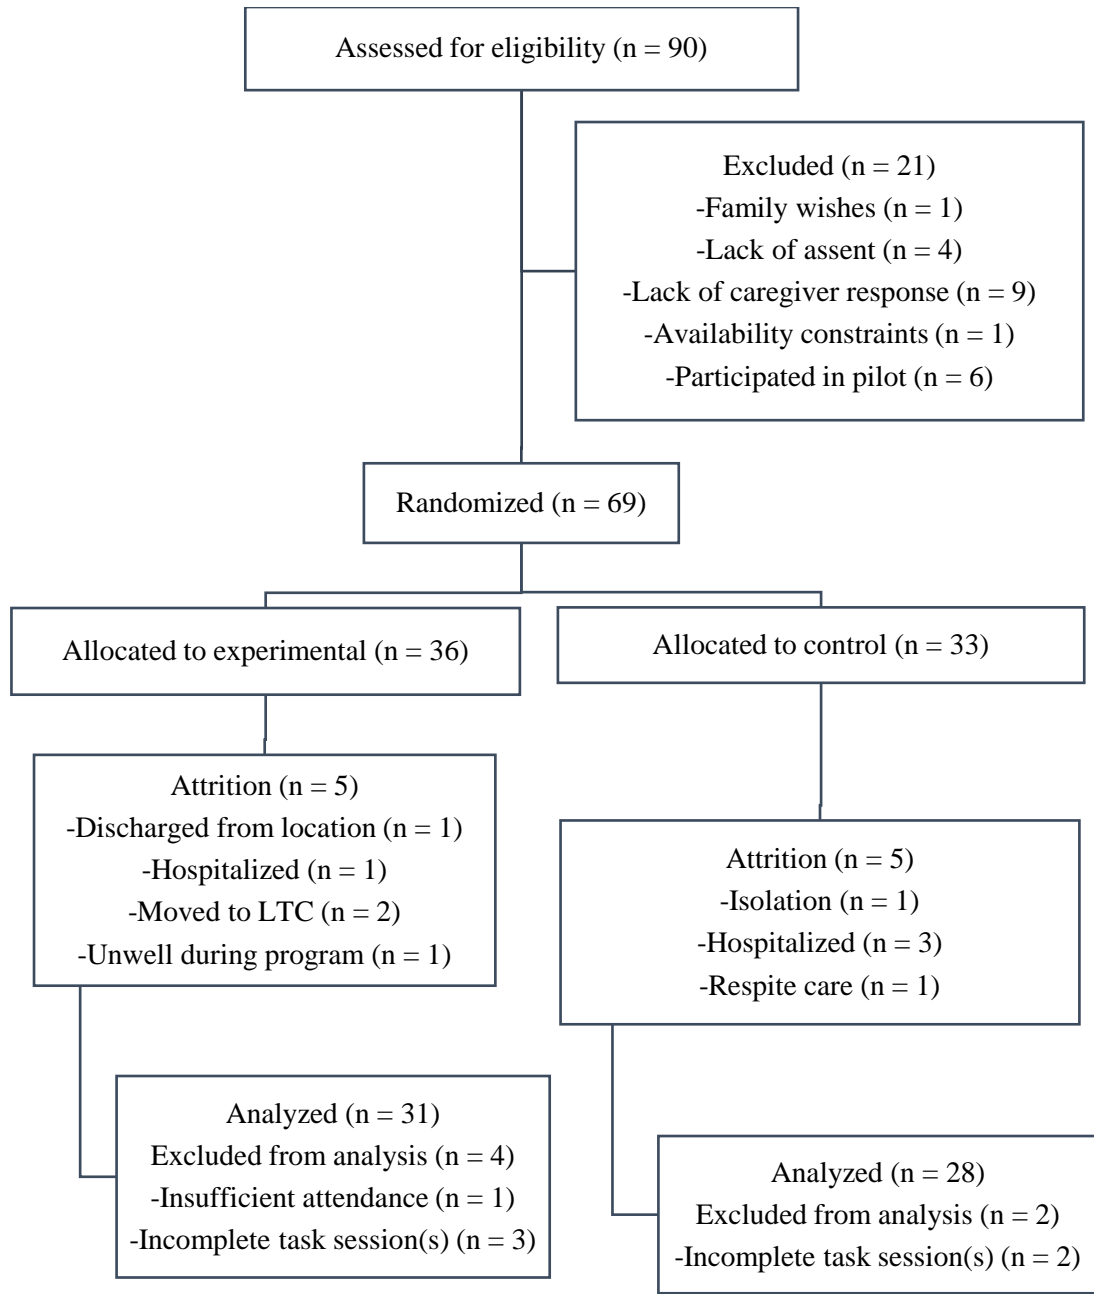 Assessed for eligibility (n = 90)
Excluded (n = 21)
-Family wishes (n = 1)
-Lack of assent (n = 4)
-Lack of caregiver response (n = 9)
-Availability constraints (n = 1)
-Participated in pilot (n = 6)
Randomized (n = 69)
Allocated to experimental (n = 36)
Allocated to control (n = 33)
Attrition (n = 5)
-Discharged from location (n = 1)
-Hospitalized (n = 1)
-Moved to LTC (n = 2)
-Unwell during program (n = 1)
Attrition (n = 5)
-Isolation (n = 1)
-Hospitalized (n = 3)
-Respite care (n = 1)
Analyzed (n = 31)
Excluded from analysis (n = 4)
-Insufficient attendance (n = 1)
-Incomplete task session(s) (n = 3)
Analyzed (n = 28)
Excluded from analysis (n = 2)
-Incomplete task session(s) (n = 2)